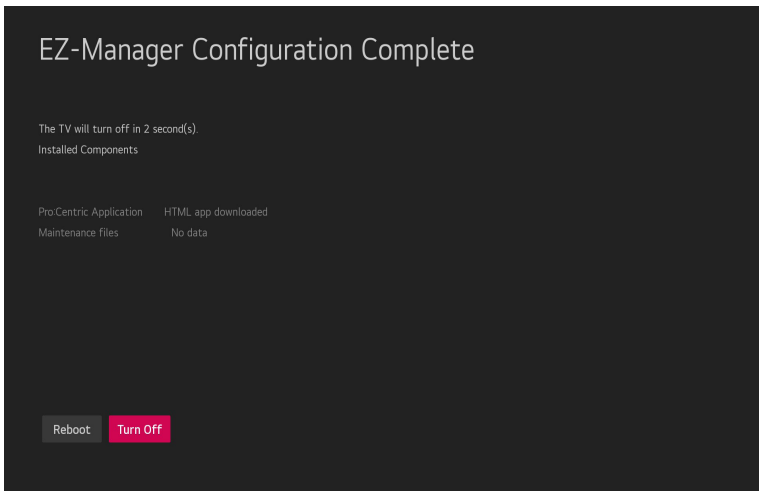 EZ-Manager Configuration Complete
The TV will turn off in 2 second(s).
Installed Components
Pro:Centric Application HTML app downloaded
Maintenance files No data
Reboot Turn Off